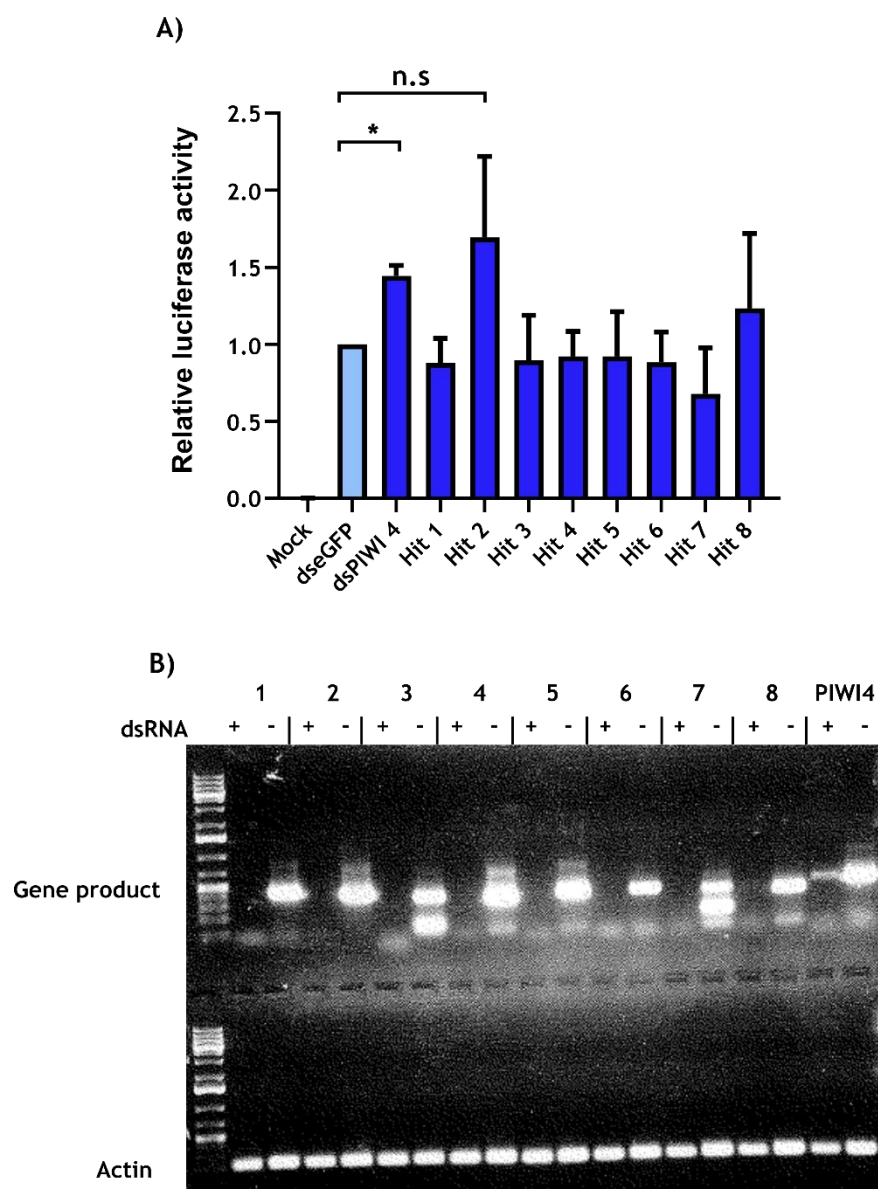 A)
n.s
*
2.5
2.0
1.5
1.0
0.5
0.0
Relative luciferase activity
Mock
dseGFP
dsPIWI 4
Hit 1
Hit 2
Hit 3
Hit 4
Hit 5
Hit 6
Hit 7
Hit 8
B)
1 2 3 4 5 6 7 8 PIWI4
dsRNA + - + - + - + - + - + - + - + - + -
Gene product
Actin